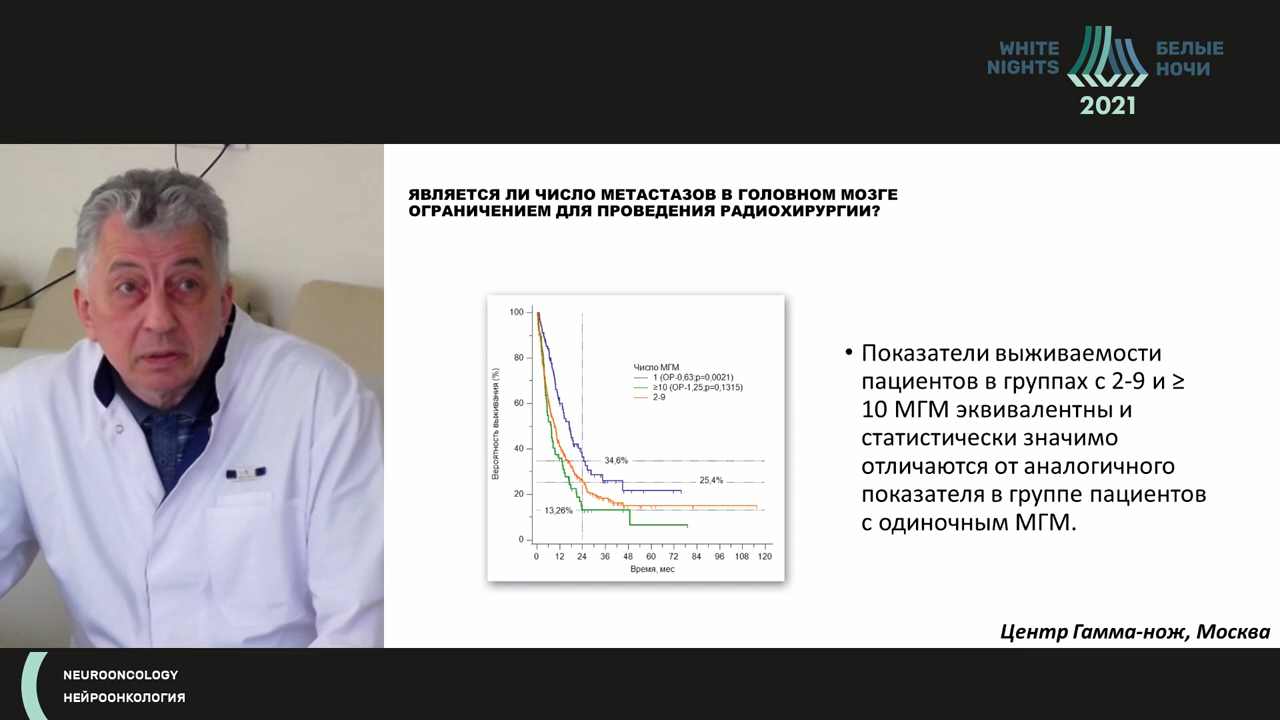 WHITE NIGHTS
БЕЛЫЕ НОЧИ
2021
ЯВЛЯЕТСЯ ЛИ ЧИСЛО МЕТАСТАЗОВ В ГОЛОВНОМ МОЗГЕ
ОГРАНИЧЕНИЕМ ДЛЯ ПРОВЕДЕНИЯ РАДИОХИРУРГИИ?
Вероятность выживания (%)
100
80
60
40
20
0
Число МГМ
1 (ОР-0,63;p=0,0021)
≥10 (ОР-1,25;p=0,1315)
2-9
34,6%
25,4%
13,26%
0 12 24 36 48 60 72 84 96 108 120
Время, мес
• Показатели выживаемости
пациентов в группах с 2-9 и ≥
10 МГМ эквивалентны и
статистически значимо
отличаются от аналогичного
показателя в группе пациентов
с одиночным МГМ.
Центр Гамма-нож, Москва
NEUROONCOLOGY
НЕЙРООНКОЛОГИЯ